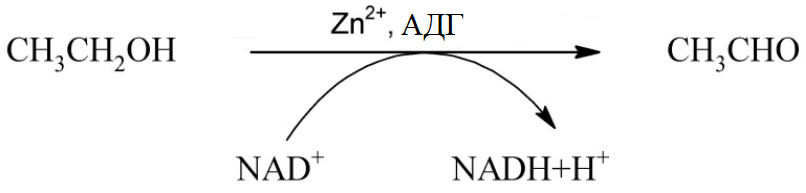 Zn²⁺, АДГ
CH₃CH₂OH CH₃CHO
NAD⁺ NADH+H⁺